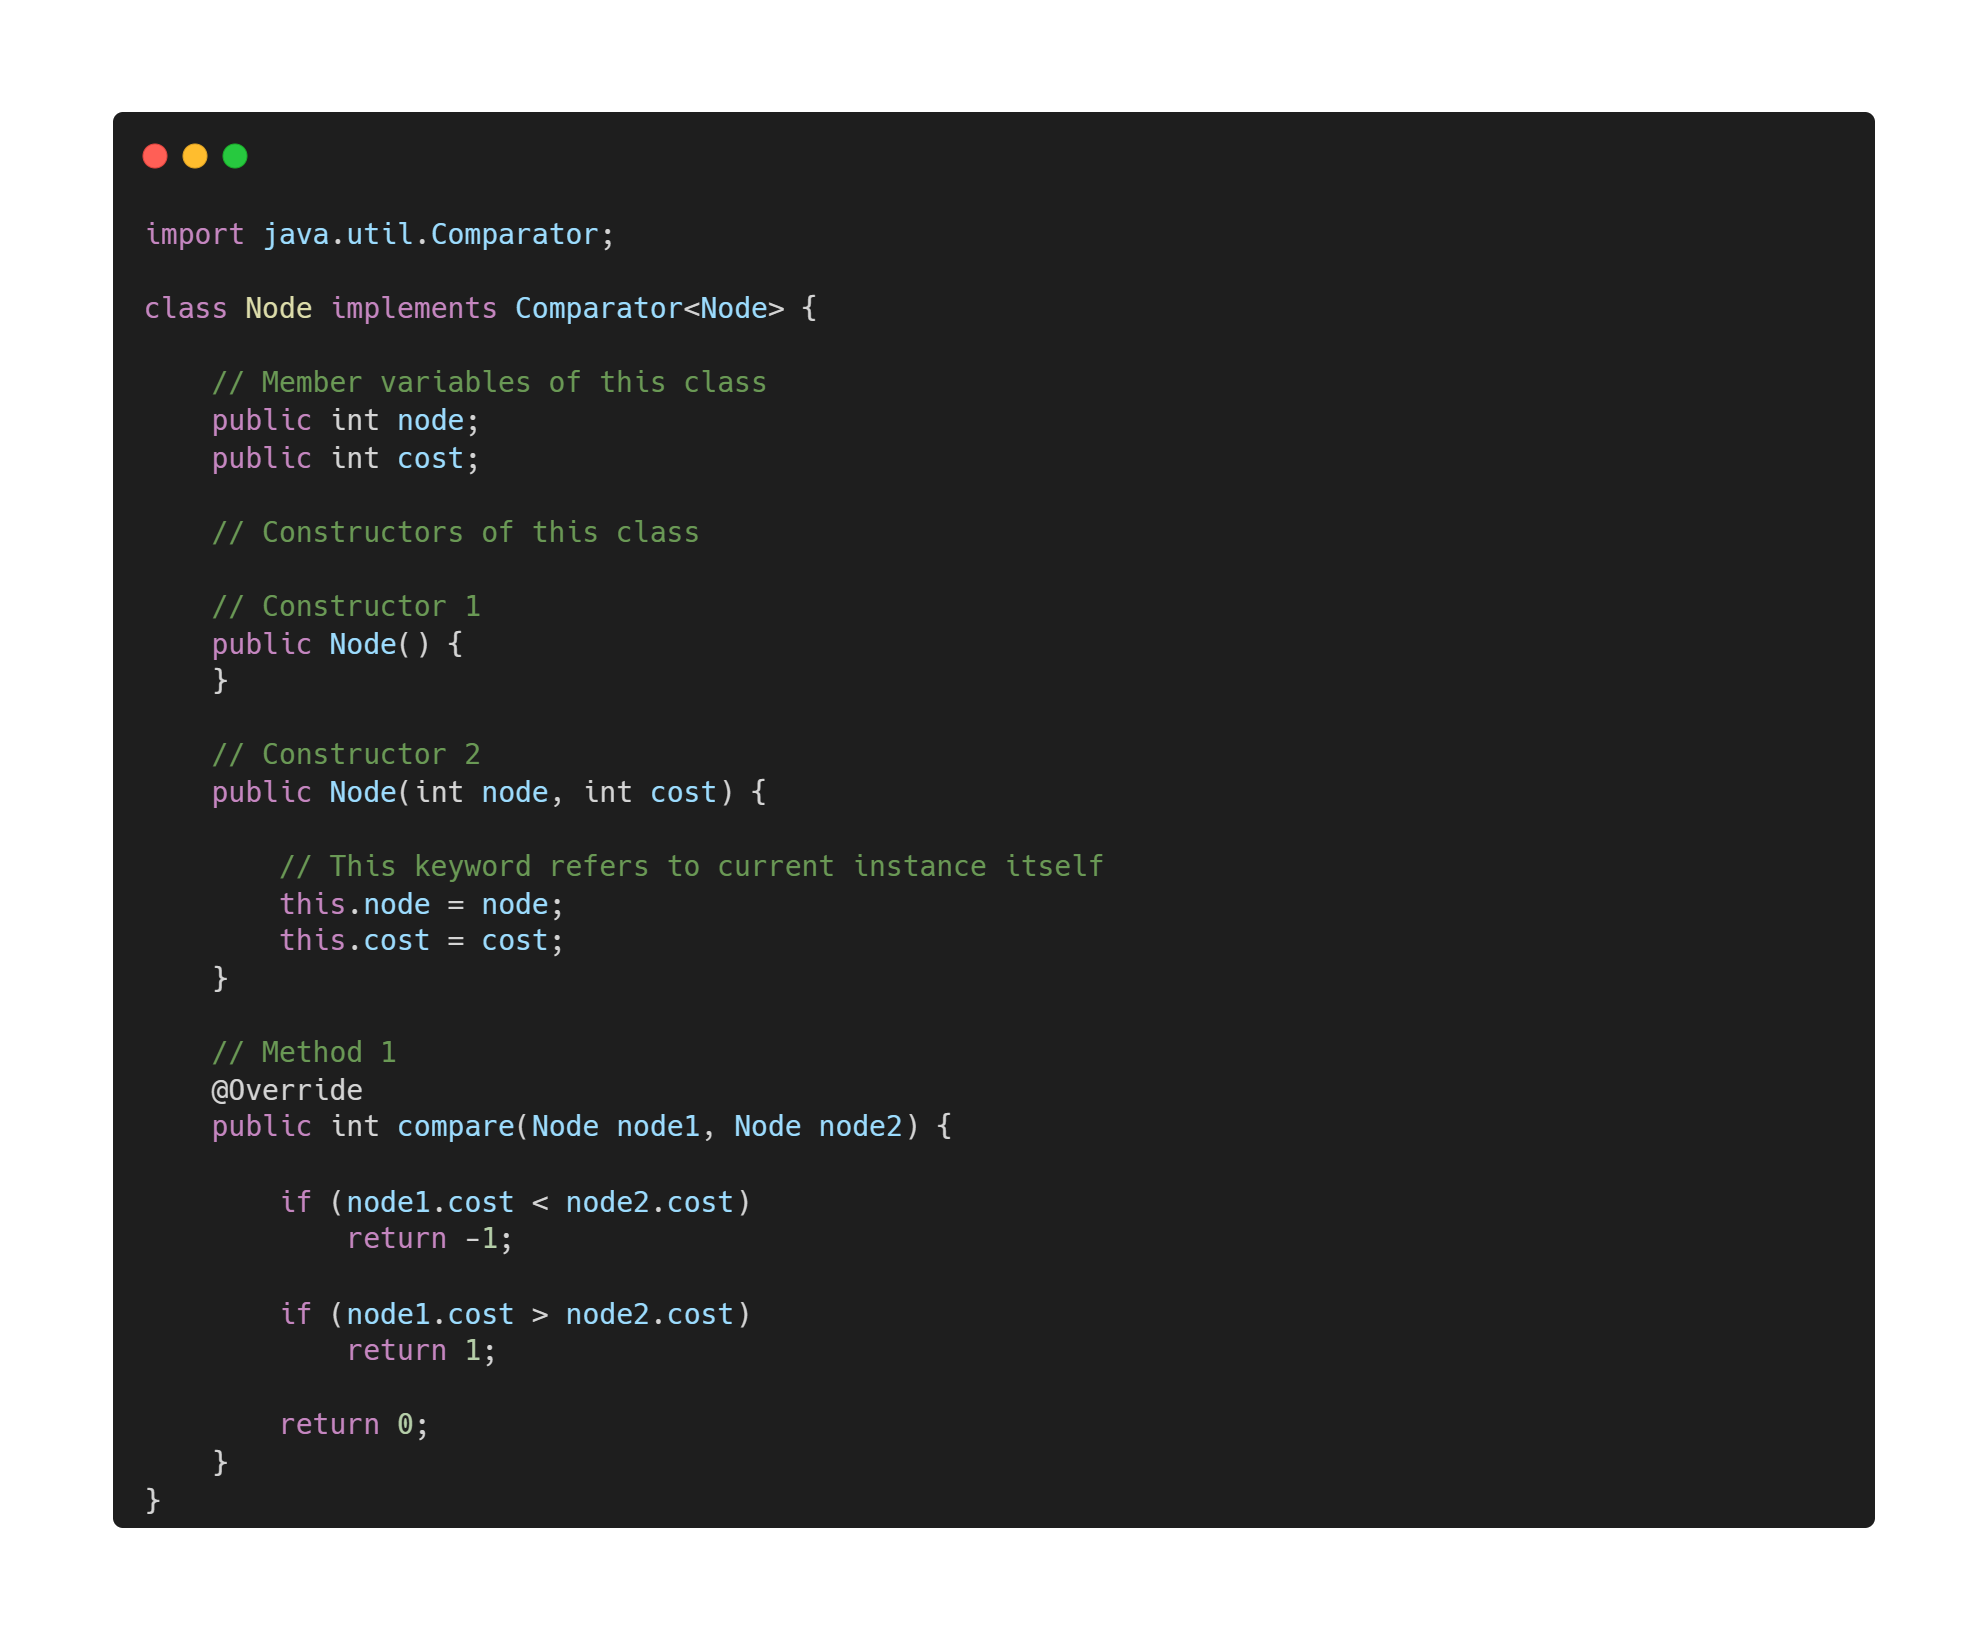 import java.util.Comparator;

class Node implements Comparator<Node> {

    // Member variables of this class
    public int node;
    public int cost;

    // Constructors of this class

    // Constructor 1
    public Node() {
    }

    // Constructor 2
    public Node(int node, int cost) {

        // This keyword refers to current instance itself
        this.node = node;
        this.cost = cost;
    }

    // Method 1
    @Override
    public int compare(Node node1, Node node2) {

        if (node1.cost < node2.cost)
            return -1;

        if (node1.cost > node2.cost)
            return 1;

        return 0;
    }
}